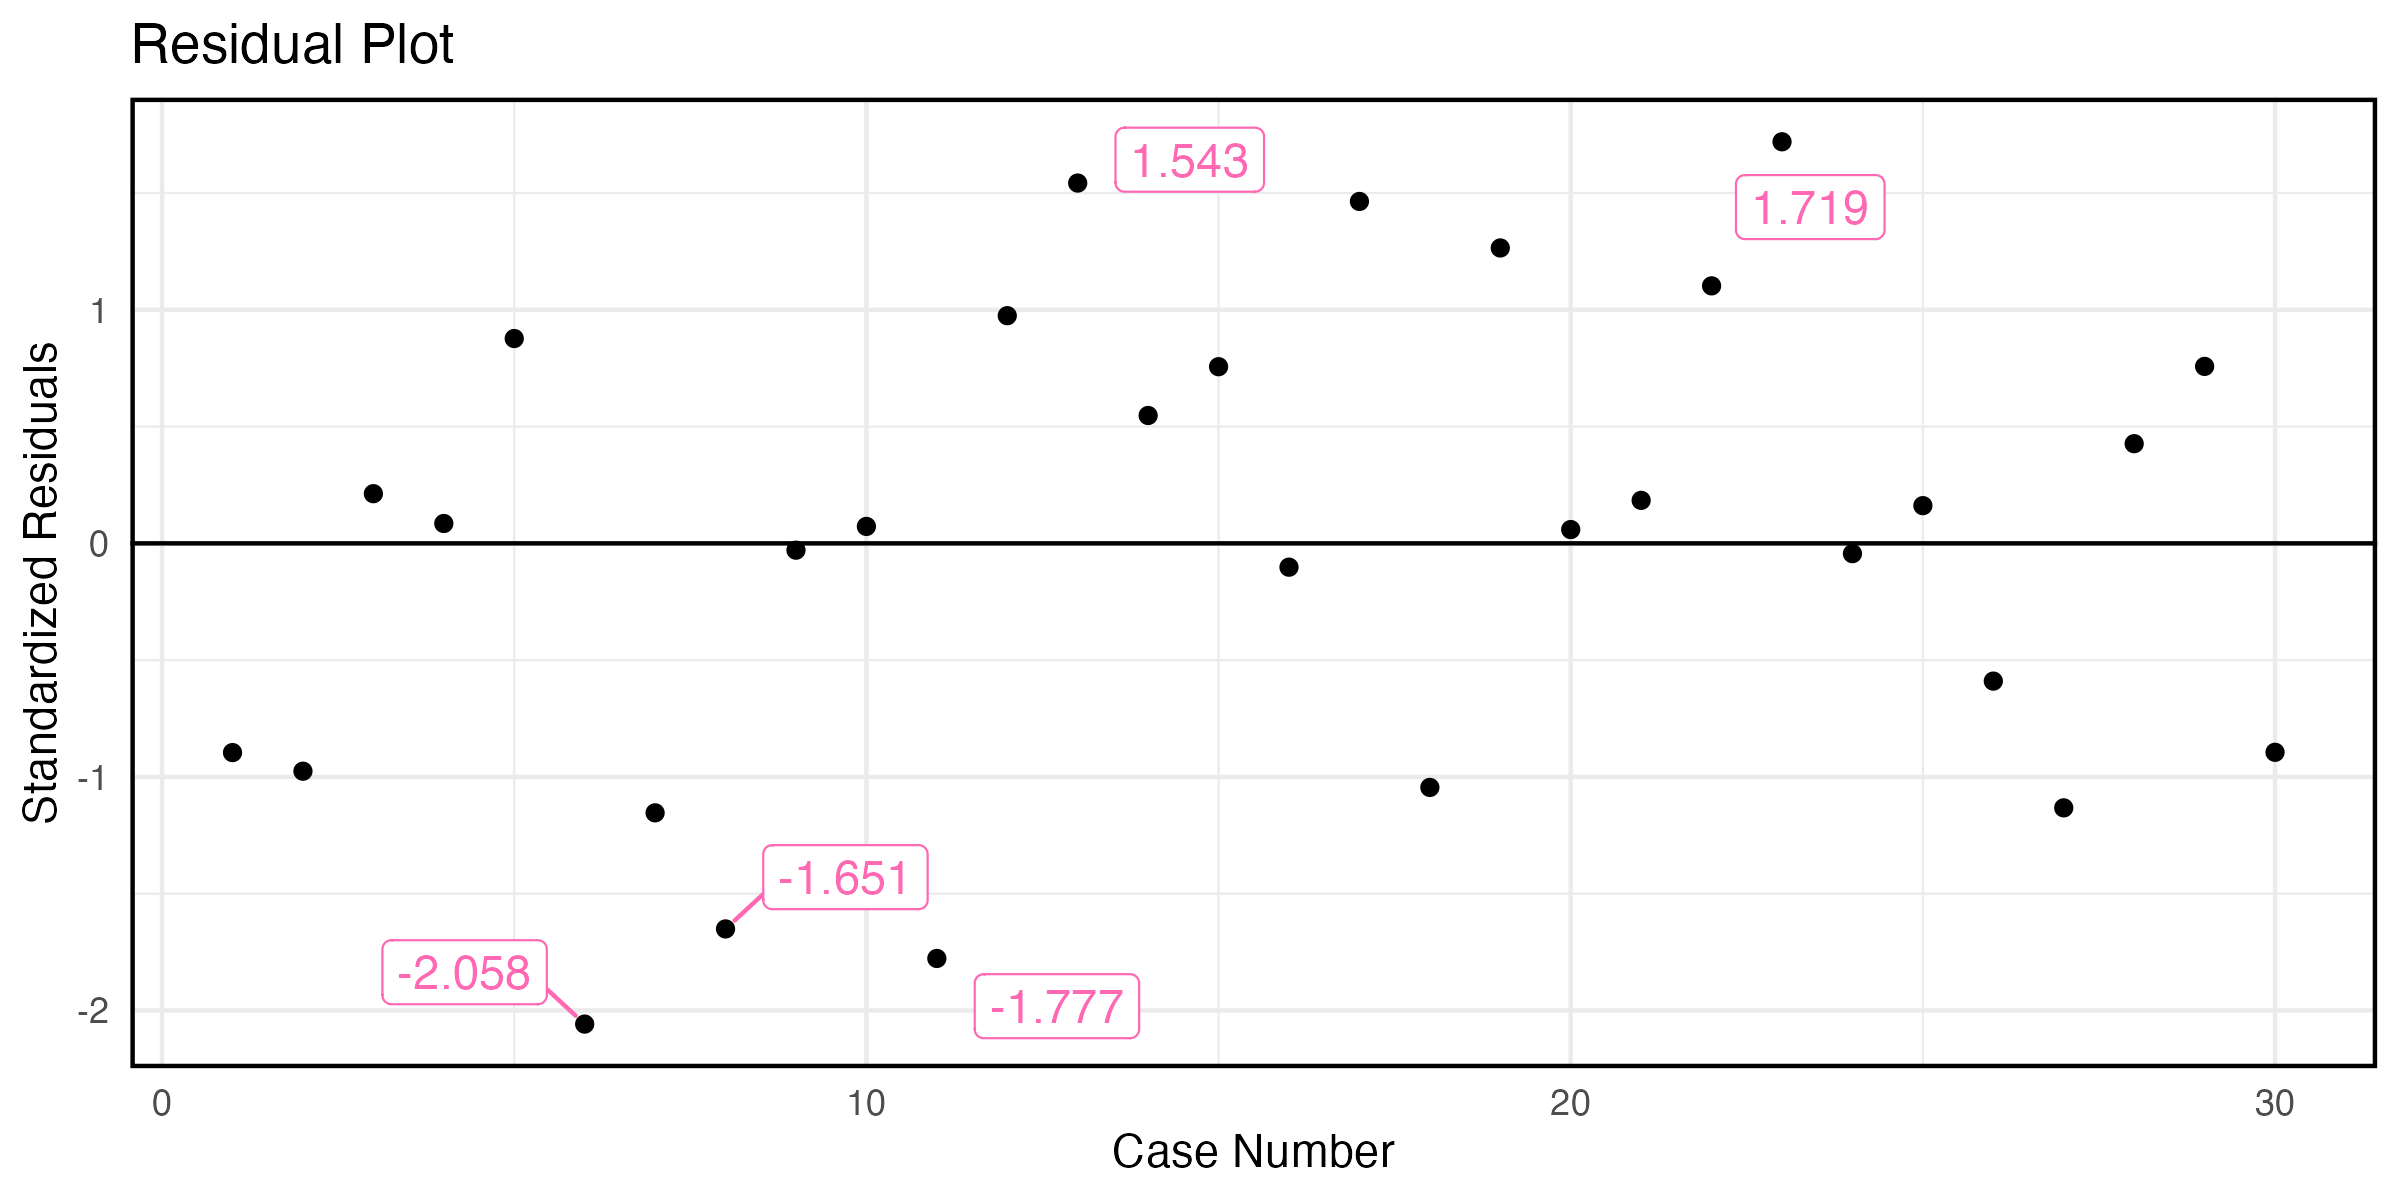 Residual Plot
1.543
1.719
-1.651
-2.058
-1.777
1
0
-1
-2
Standardized Residuals
0 10 20 30
Case Number